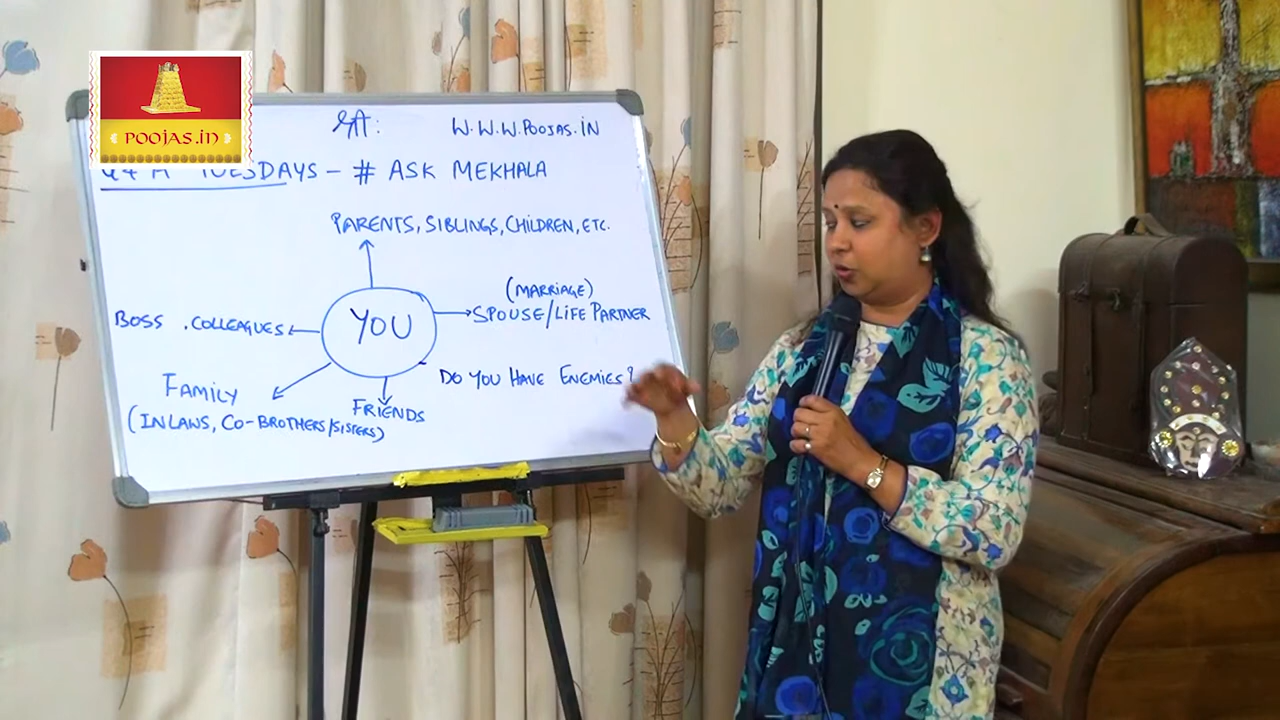 POOJAS.in
W.W.W.POOJAS.IN
Q & A TUESDAYS - # ASK MEKHALA
PARENTS, SIBLINGS, CHILDREN, ETC.
(MARRIAGE)
SPOUSE/LIFE PARTNER
YOU
BOSS . COLLEAGUES
DO YOU HAVE ENEMIES?
FAMILY
(INLAWS, CO-BROTHERS/SISTERS)
FRIENDS